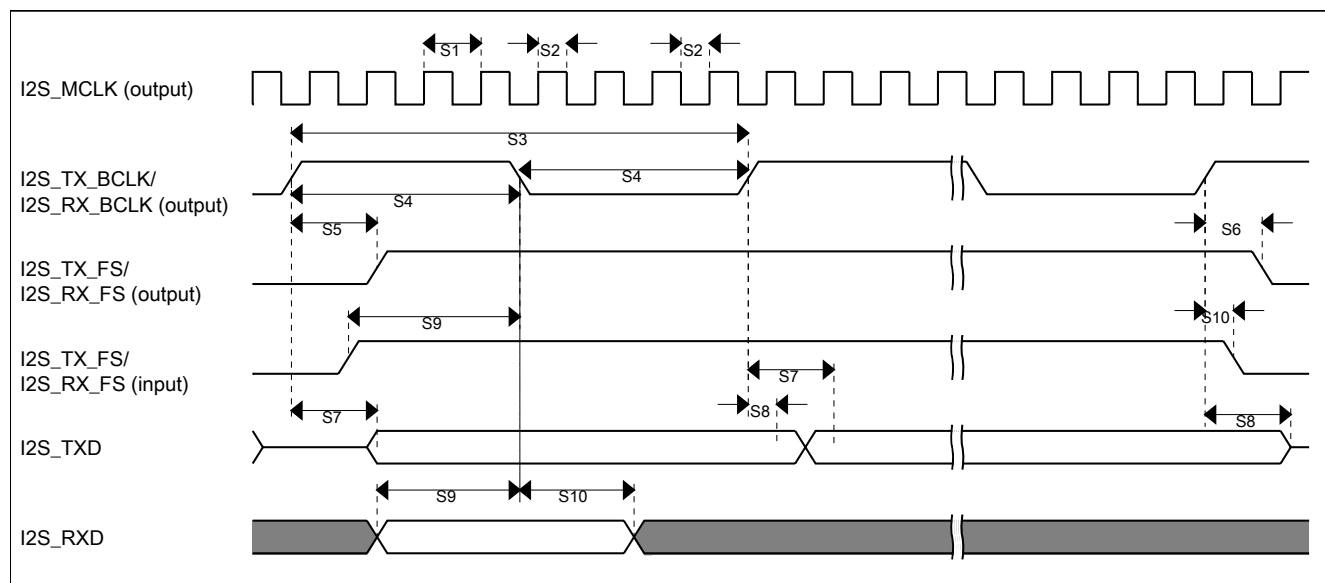 S1
S2
S2
I2S_MCLK (output)
S3
I2S_TX_BCLK/
I2S_RX_BCLK (output)
S4
S4
S5
S6
I2S_TX_FS/
I2S_RX_FS (output)
S9
S10
I2S_TX_FS/
I2S_RX_FS (input)
S7
S7
S8
S8
I2S_TXD
S9
S10
I2S_RXD